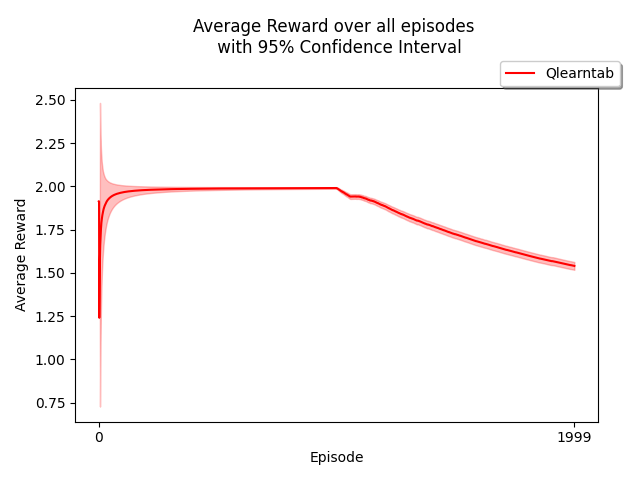 Average Reward over all episodes
with 95% Confidence Interval
Qlearntab
2.50
2.25
2.00
1.75
1.50
1.25
1.00
0.75
Average Reward
0
1999
Episode